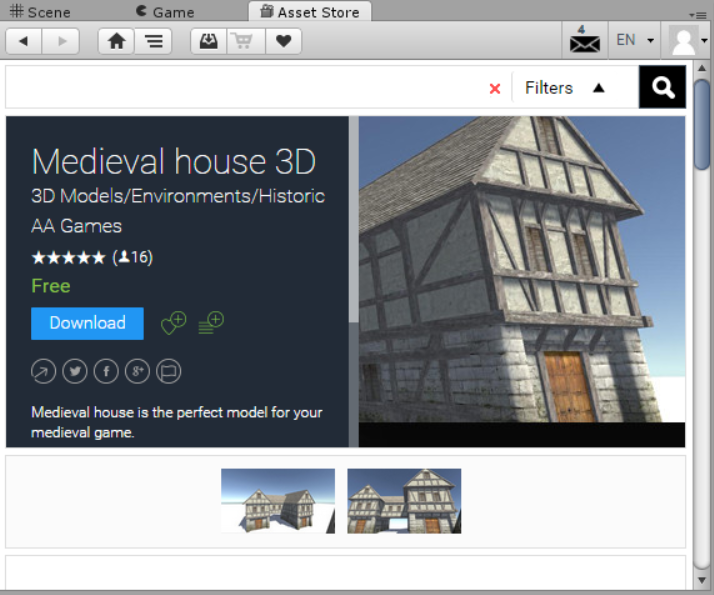 Scene Game Asset Store
4 EN
Filters
Medieval house 3D
3D Models/Environments/Historic
AA Games
(16)
Free
Download
Medieval house is the perfect model for your
medieval game.